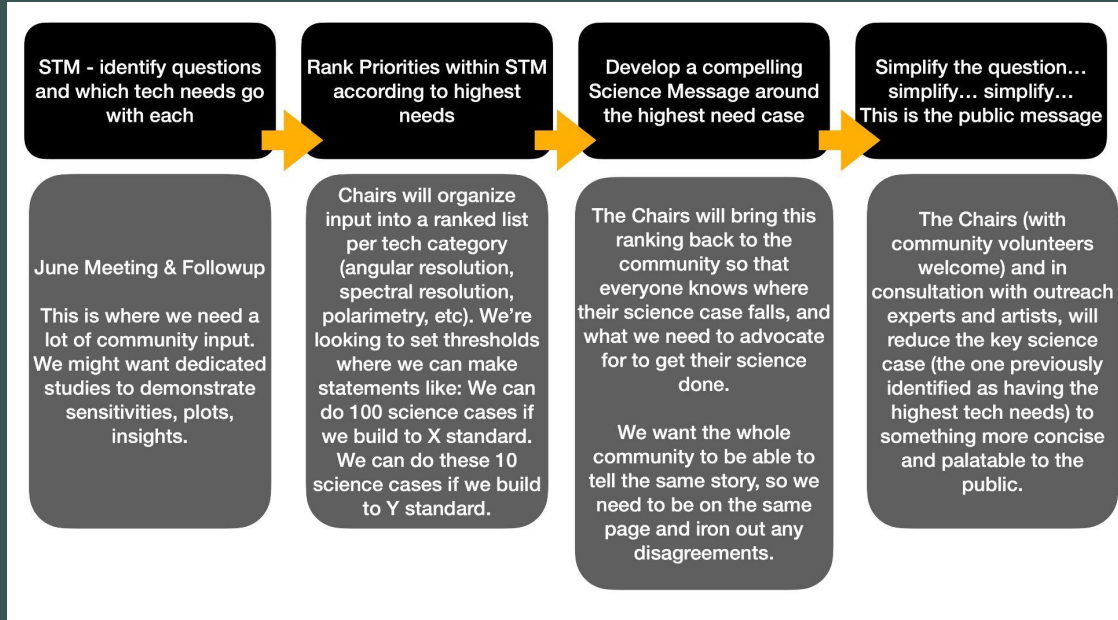 STM - identify questions
and which tech needs go
with each
Rank Priorities within STM
according to highest
needs
Develop a compelling
Science Message around
the highest need case
Simplify the question…
simplify… simplify…
This is the public message
June Meeting & Followup
This is where we need a
lot of community input.
We might want dedicated
studies to demonstrate
sensitivities, plots,
insights.
Chairs will organize
input into a ranked list
per tech category
(angular resolution,
spectral resolution,
polarimetry, etc). We’re
looking to set thresholds
where we can make
statements like: We can
do 100 science cases if
we build to X standard.
We can do these 10
science cases if we build
to Y standard.
The Chairs will bring this
ranking back to the
community so that
everyone knows where
their science case falls, and
what we need to advocate
for to get their science
done.
We want the whole
community to be able to
tell the same story, so we
need to be on the same
page and iron out any
disagreements.
The Chairs (with
community volunteers
welcome) and in
consultation with outreach
experts and artists, will
reduce the key science
case (the one previously
identified as having the
highest tech needs) to
something more concise
and palatable to the
public.